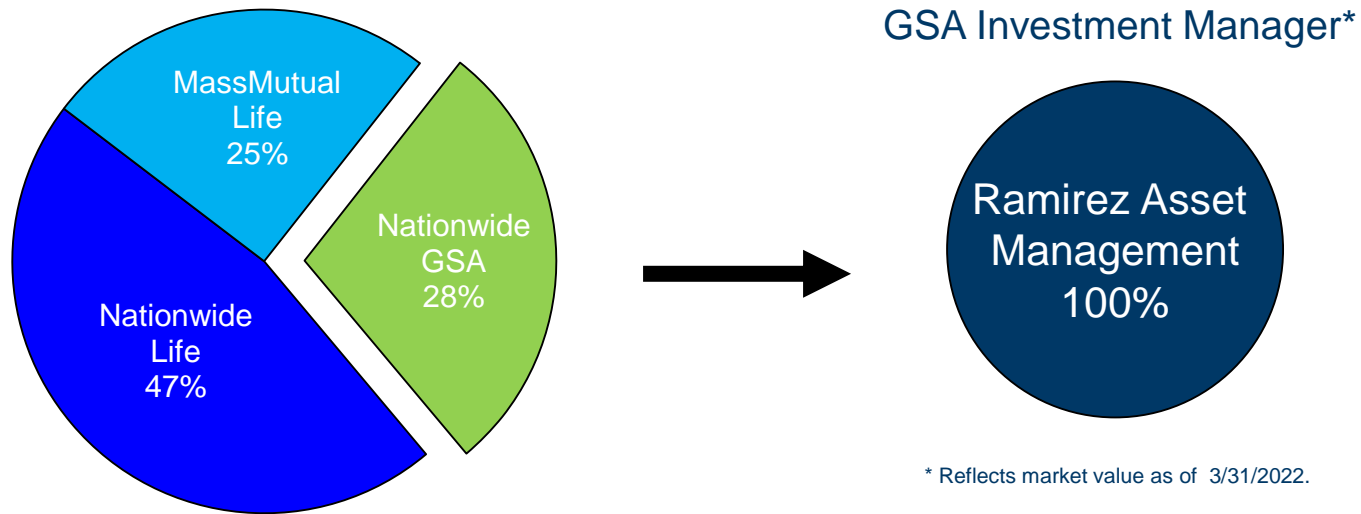 GSA Investment Manager*
MassMutual
Life
25%
Nationwide
GSA
28%
Nationwide
Life
47%
Ramirez Asset
Management
100%
* Reflects market value as of 3/31/2022.